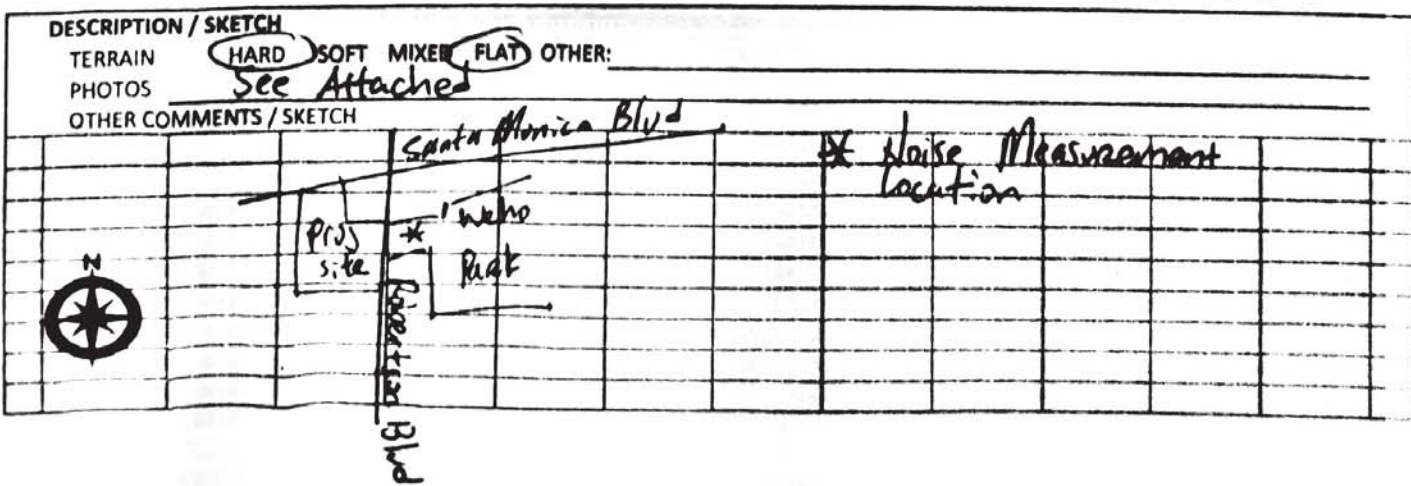 DESCRIPTION / SKETCH
TERRAIN HARD SOFT MIXED FLAT OTHER:
PHOTOS See Attached
OTHER COMMENTS / SKETCH
Santa Monica Blvd
* Noise Measurement
Location
Proj
site
*
Weho
Park
N
Robertson Blvd